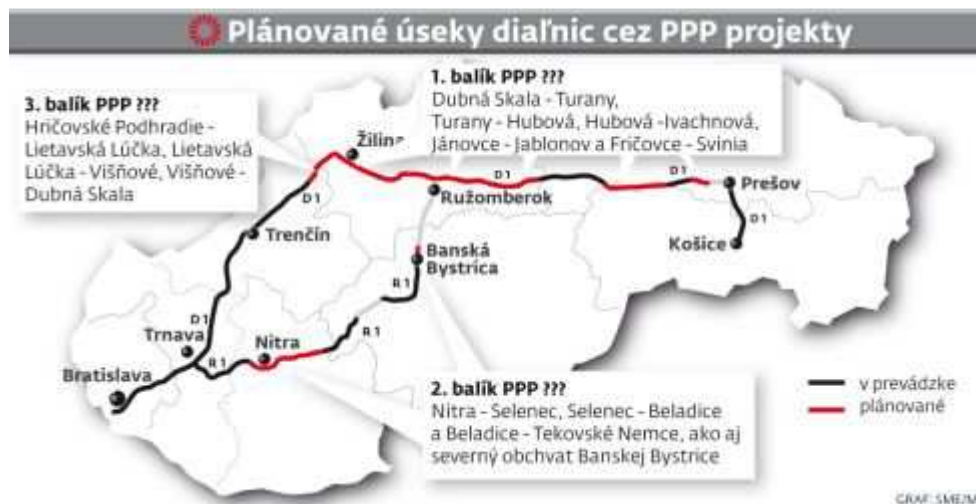 Plánované úseky diaľnic cez PPP projekty
1. balík PPP ???
Dubná Skala - Turany,
Turany - Hubová, Hubová -Ivachnová,
Jánovce - Jablonov a Fričovce - Svinia
3. balík PPP ???
Hričovské Podhradie -
Lietavská Lúčka, Lietavská
Lúčka - Višňové, Višňové -
Dubná Skala
Žilina
D1
D1
Prešov
Ružomberok
D1
D1
Trenčín
Košice
Banská
Bystrica
R1
D1
Trnava
R1
Nitra
R1
Bratislava
2. balík PPP ???
Nitra - Selenec, Selenec - Beladice
a Beladice - Tekovské Nemce, ako aj
severný obchvat Banskej Bystrice
v prevádzke
plánované
GRAF: SME/M